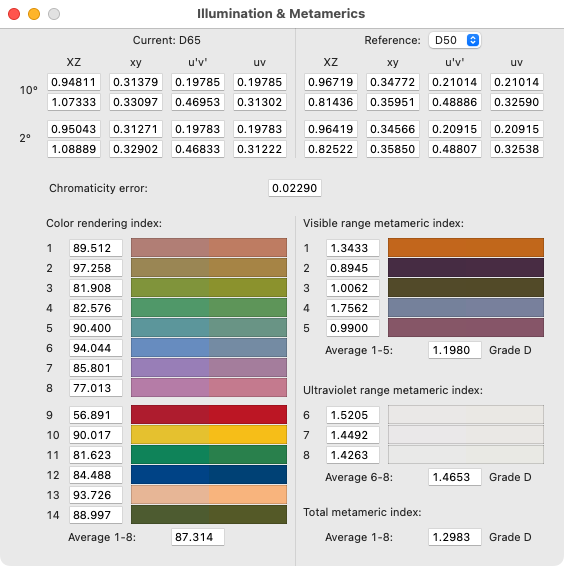 Illumination & Metamerics
Current: D65
Reference: D50
XZ xy u'v' uv XZ xy u'v' uv
10° 0.94811 0.31379 0.19785 0.19785 0.96719 0.34772 0.21014 0.21014
1.07333 0.33097 0.46953 0.31302 0.81436 0.35951 0.48886 0.32590
2° 0.95043 0.31271 0.19783 0.19783 0.96419 0.34566 0.20915 0.20915
1.08889 0.32902 0.46833 0.31222 0.82522 0.35850 0.48807 0.32538
Chromaticity error: 0.02290
Color rendering index:
1 89.512
2 97.258
3 81.908
4 82.576
5 90.400
6 94.044
7 85.801
8 77.013
9 56.891
10 90.017
11 81.623
12 84.488
13 93.726
14 88.997
Average 1-8: 87.314
Visible range metameric index:
1 1.3433
2 0.8945
3 1.0062
4 1.7562
5 0.9900
Average 1-5: 1.1980 Grade D
Ultraviolet range metameric index:
6 1.5205
7 1.4492
8 1.4263
Average 6-8: 1.4653 Grade D
Total metameric index:
Average 1-8: 1.2983 Grade D